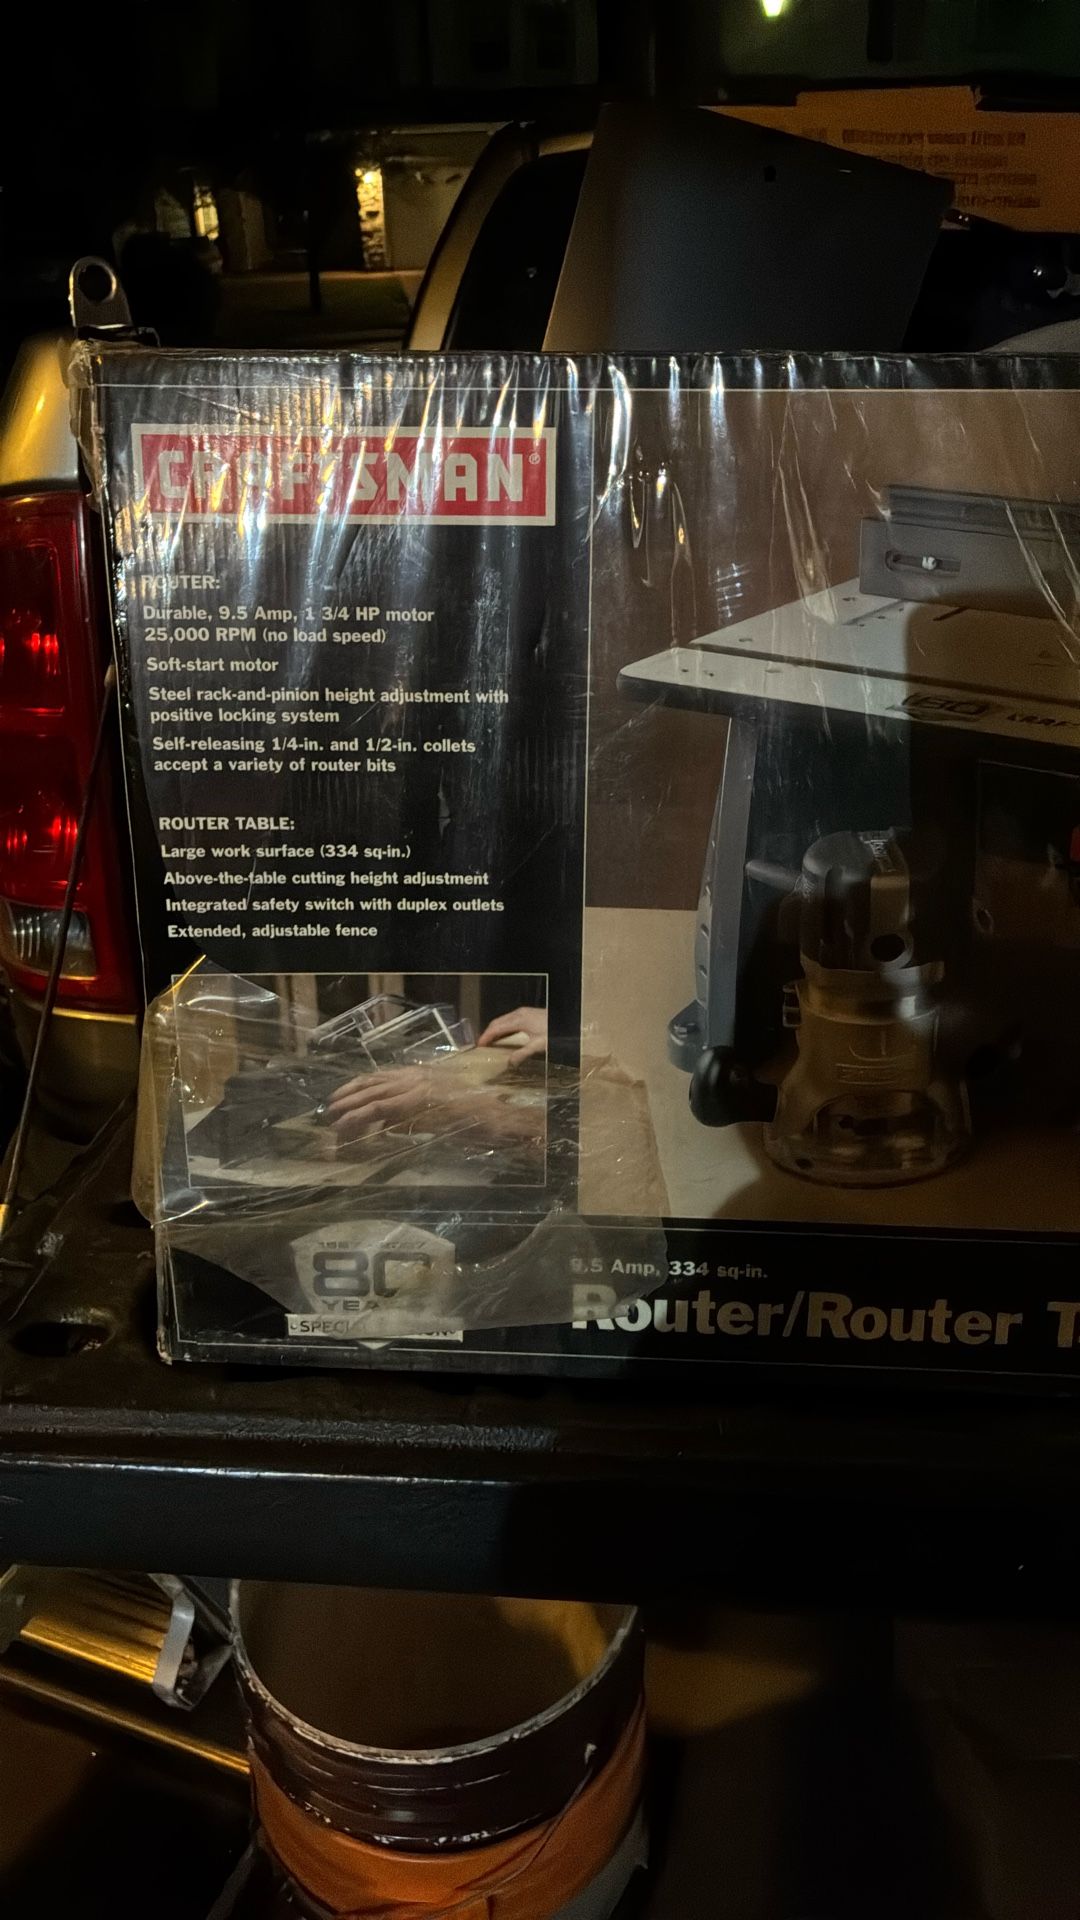 CRAFTSMAN®
ROUTER:
Durable, 9.5 Amp, 1 3/4 HP motor
25,000 RPM (no load speed)
Soft-start motor
Steel rack-and-pinion height adjustment with
positive locking system
Self-releasing 1/4-in. and 1/2-in. collets
accept a variety of router bits
ROUTER TABLE:
Large work surface (334 sq-in.)
Above-the-table cutting height adjustment
Integrated safety switch with duplex outlets
Extended, adjustable fence
80
9.5 Amp, 334 sq-in.
Router/Router T